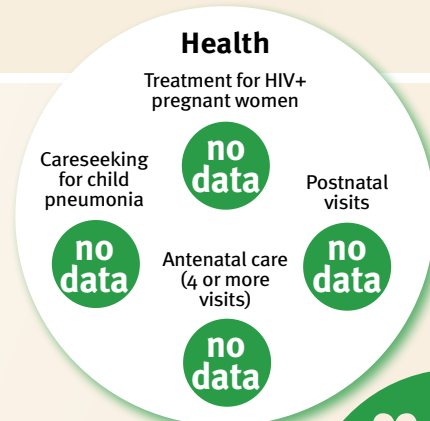 Health
Treatment for HIV+
pregnant women
no
data
Careseeking
for child
pneumonia
no
data
Postnatal
visits
no
data
Antenatal care
(4 or more
visits)
no
data